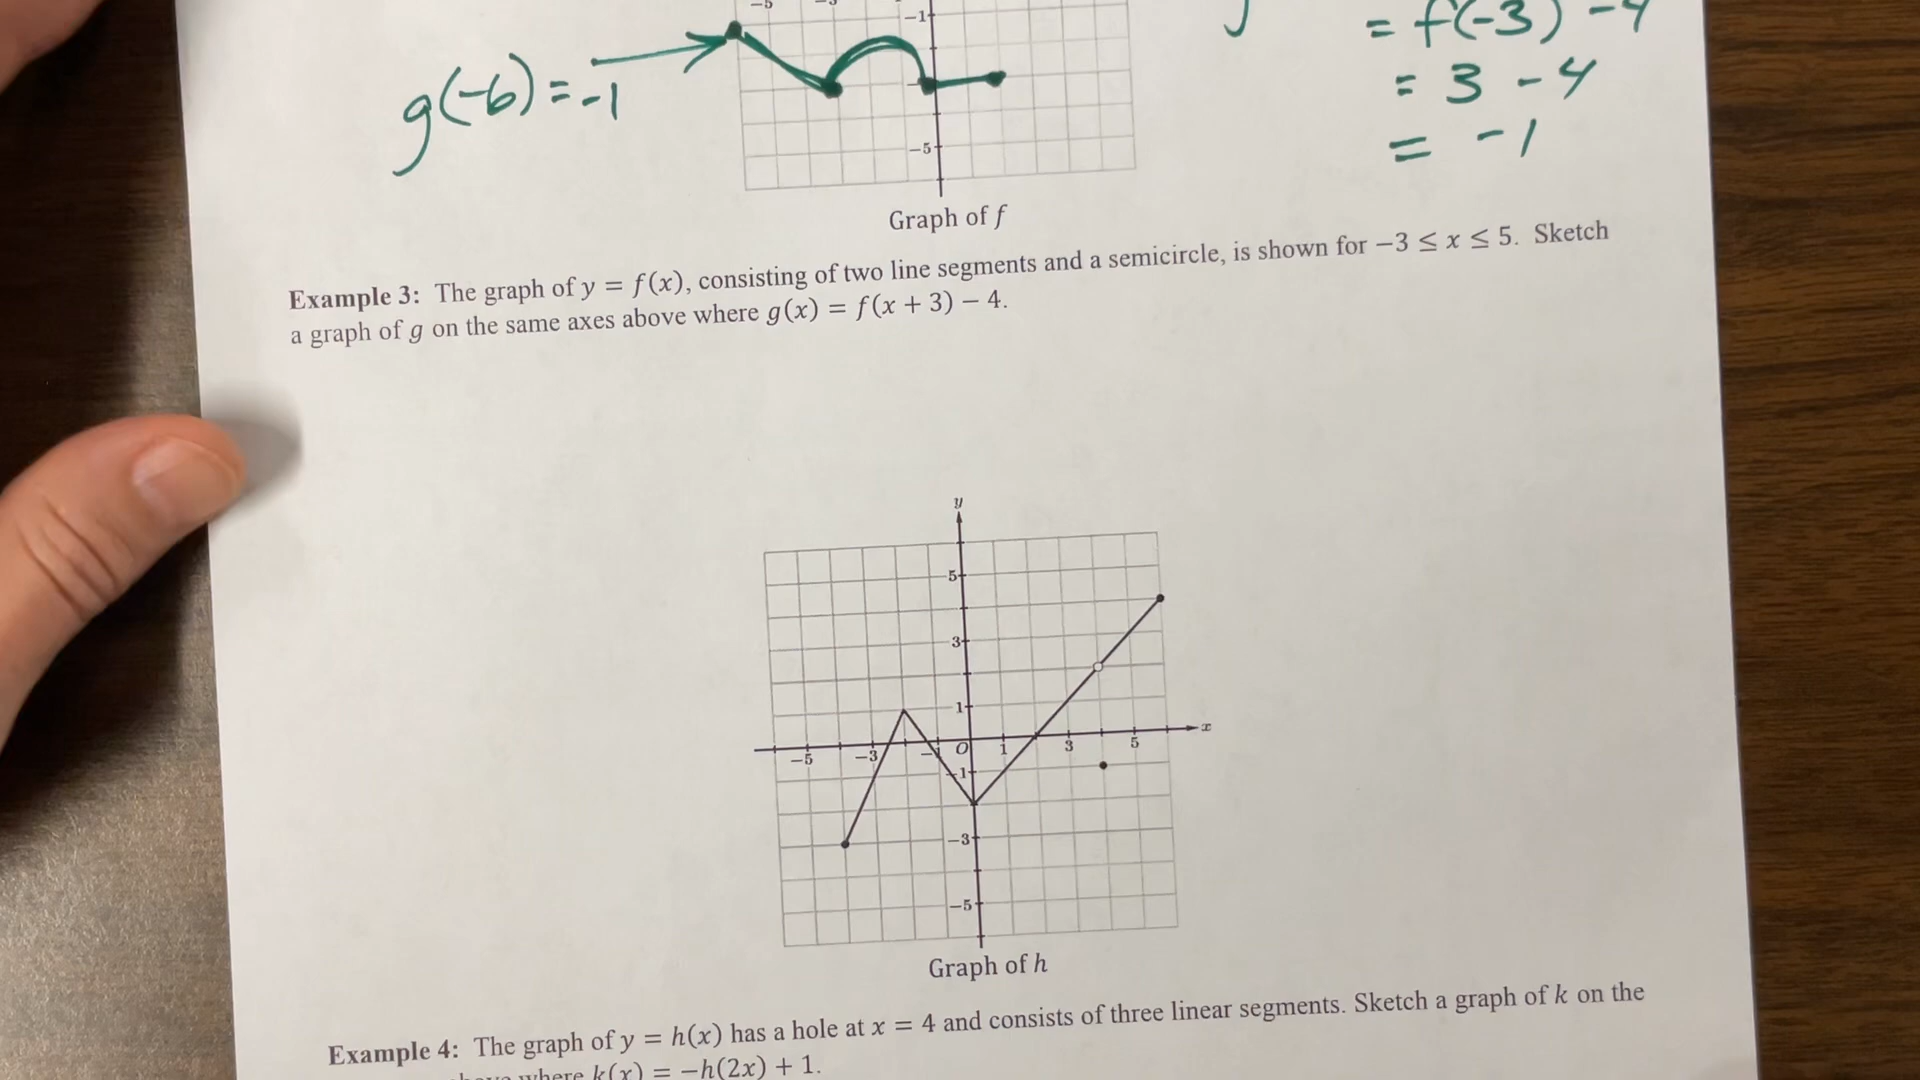 -5 -3
-1
= f(-3) -4
g(-6) = -1
= 3 - 4
= -1
-5
Graph of f
Example 3: The graph of y = f(x), consisting of two line segments and a semicircle, is shown for −3 ≤ x ≤ 5. Sketch
a graph of g on the same axes above where g(x) = f(x + 3) − 4.
y
5
3
1
-5 -3 -1 O 1 3 5 x
-1
-3
-5
Graph of h
Example 4: The graph of y = h(x) has a hole at x = 4 and consists of three linear segments. Sketch a graph of k on the
where k(x) = −h(2x) + 1.